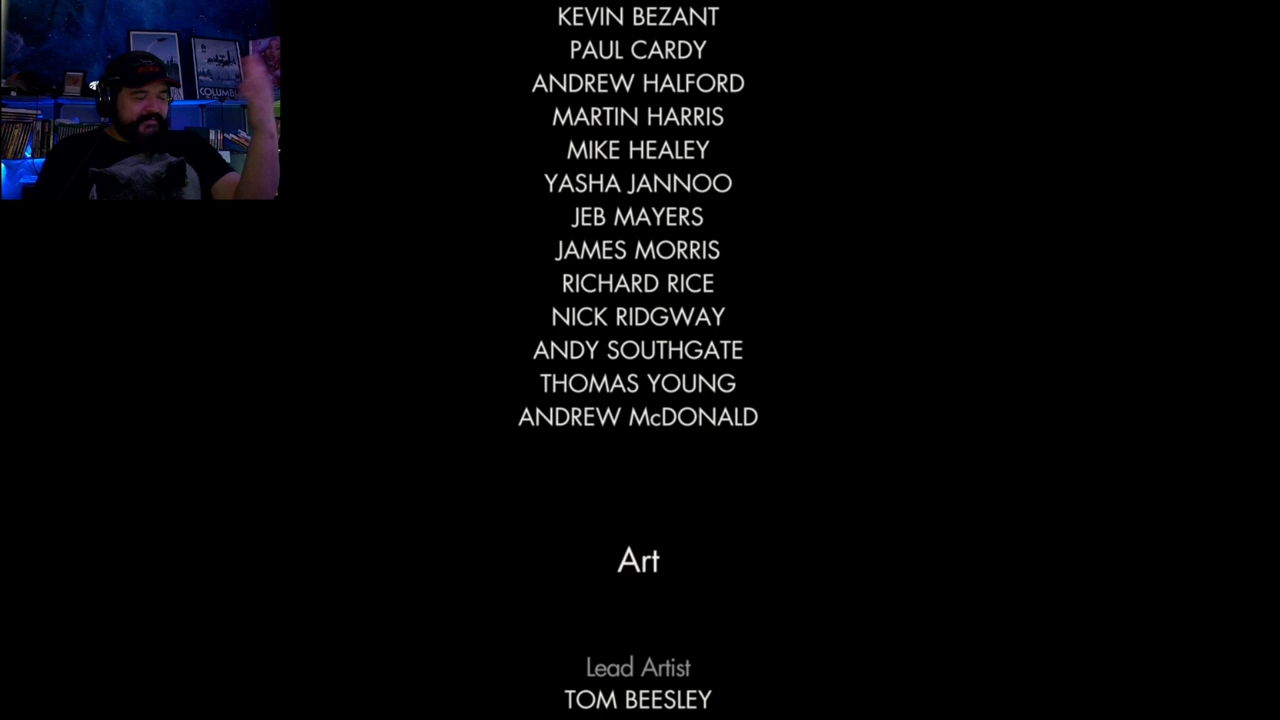 KEVIN BEZANT
PAUL CARDY
ANDREW HALFORD
MARTIN HARRIS
MIKE HEALEY
YASHA JANNOO
JEB MAYERS
JAMES MORRIS
RICHARD RICE
NICK RIDGWAY
ANDY SOUTHGATE
THOMAS YOUNG
ANDREW McDONALD
Art
Lead Artist
TOM BEESLEY